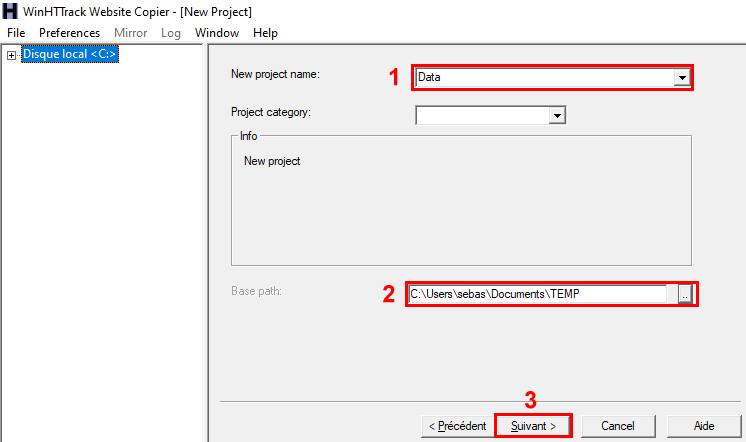 WinHTTrack Website Copier - [New Project]
File Preferences Mirror Log Window Help
Disque local <C:>
New project name: 1 Data
Project category:
Info
New project
Base path: 2 C:\Users\sebas\Documents\TEMP ..
3
< Précédent Suivant > Cancel Aide